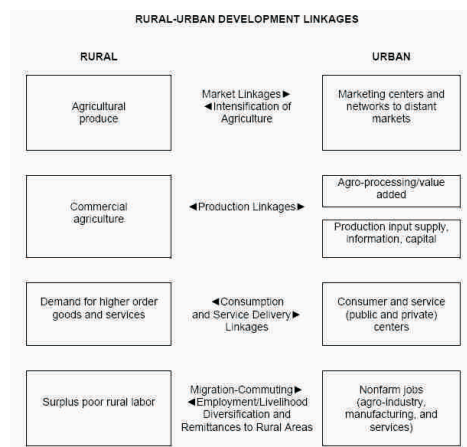 RURAL-URBAN DEVELOPMENT LINKAGES
RURAL
URBAN
Agricultural
produce
Market Linkages►
◄Intensification of
Agriculture
Marketing centers and
networks to distant
markets
Commercial
agriculture
◄Production Linkages►
Agro-processing/value
added
Production input supply,
information, capital
Demand for higher order
goods and services
◄Consumption
and Service Delivery►
Linkages
Consumer and service
(public and private)
centers
Surplus poor rural labor
Migration-Commuting►
◄Employment/Livelihood
Diversification and
Remittances to Rural Areas
Nonfarm jobs
(agro-industry,
manufacturing, and
services)